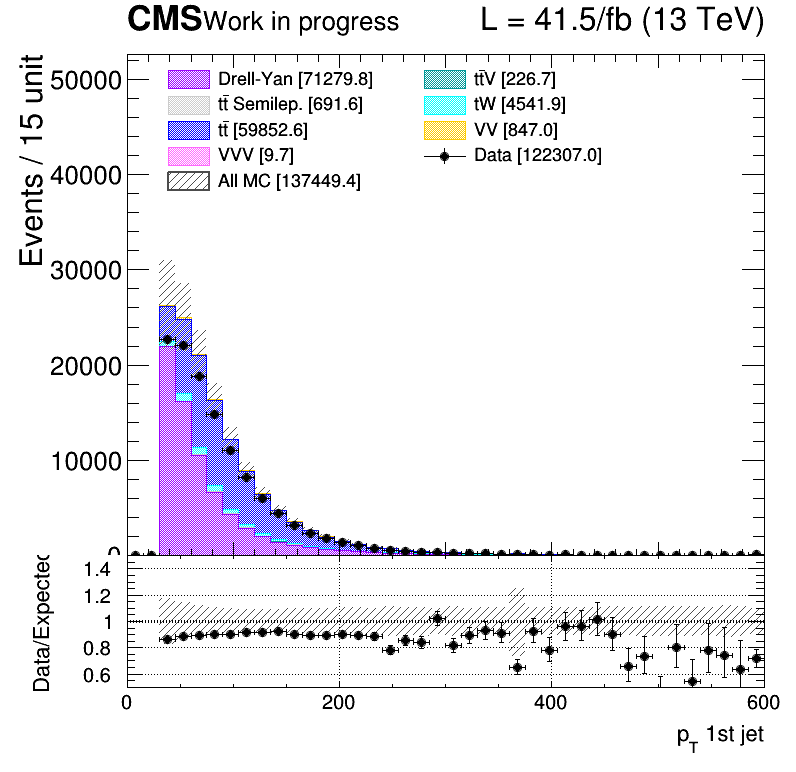 CMS Work in progress L = 41.5/fb (13 TeV)
Events / 15 unit
Drell-Yan [71279.8] tt̄V [226.7]
tt̄ Semilep. [691.6] tW [4541.9]
tt̄ [59852.6] VV [847.0]
VVV [9.7] Data [122307.0]
All MC [137449.4]
50000
40000
30000
20000
10000
0
Data/Expected
1.4
1.2
1
0.8
0.6
0 200 400 600
p_T 1st jet